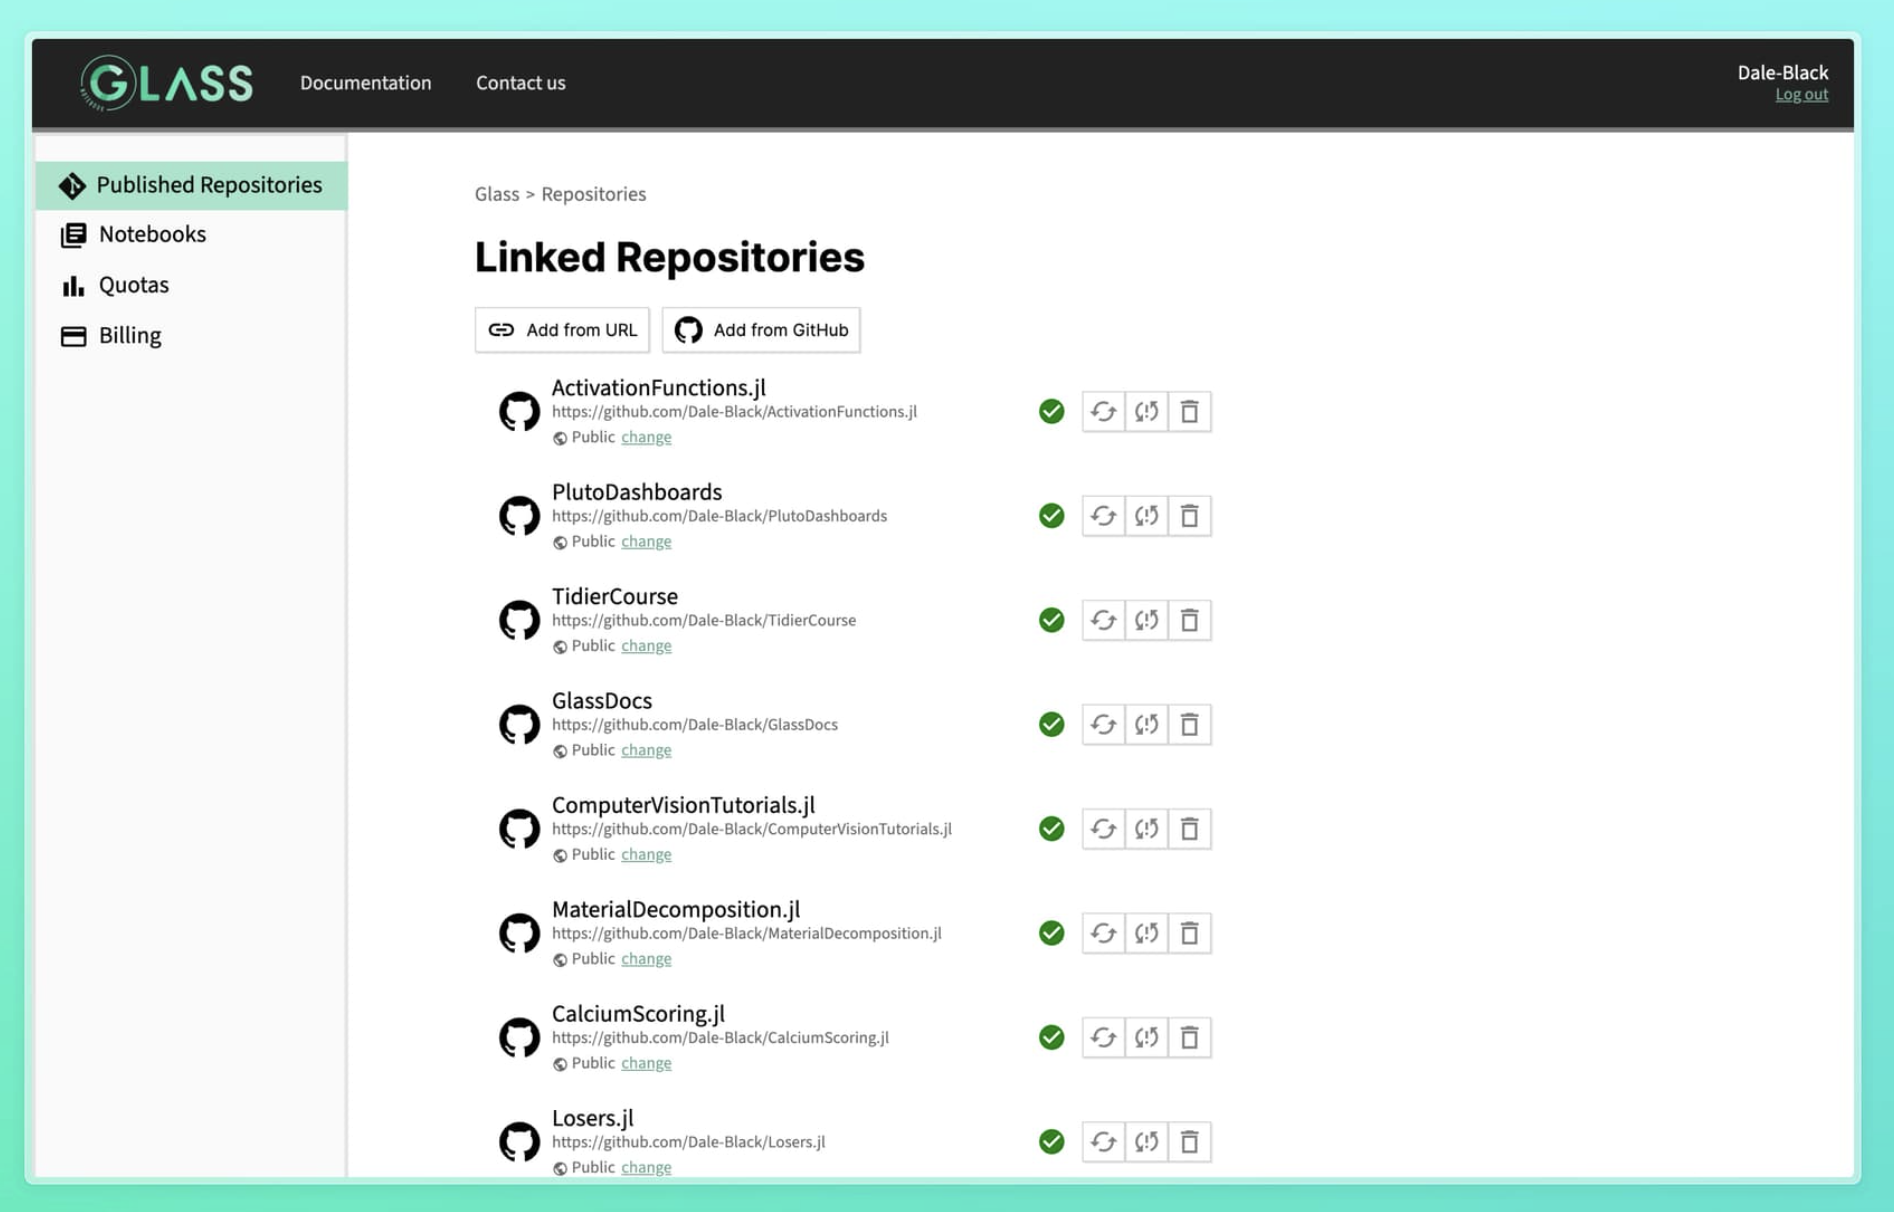 GLASS
Documentation
Contact us
Dale-Black
Log out
Published Repositories
Notebooks
Quotas
Billing
Glass > Repositories
Linked Repositories
Add from URL
Add from GitHub
ActivationFunctions.jl
https://github.com/Dale-Black/ActivationFunctions.jl
Public change
PlutoDashboards
https://github.com/Dale-Black/PlutoDashboards
Public change
TidierCourse
https://github.com/Dale-Black/TidierCourse
Public change
GlassDocs
https://github.com/Dale-Black/GlassDocs
Public change
ComputerVisionTutorials.jl
https://github.com/Dale-Black/ComputerVisionTutorials.jl
Public change
MaterialDecomposition.jl
https://github.com/Dale-Black/MaterialDecomposition.jl
Public change
CalciumScoring.jl
https://github.com/Dale-Black/CalciumScoring.jl
Public change
Losers.jl
https://github.com/Dale-Black/Losers.jl
Public change